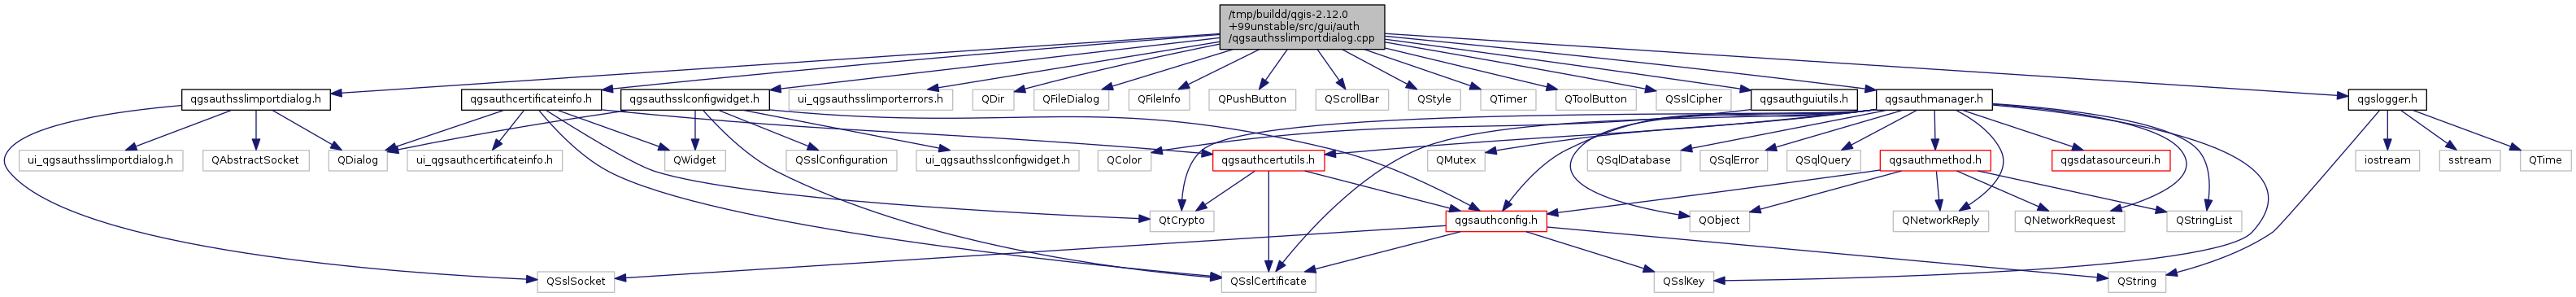 /tmp/buildd/qgis-2.12.0
+99unstable/src/gui/auth
/qgsauthsslimportdialog.cpp
qgsauthsslimportdialog.h
qgsauthcertificateinfo.h
qgsauthsslconfigwidget.h
ui_qgsauthsslimporterrors.h
QDir
QFileDialog
QFileInfo
QPushButton
QScrollBar
QStyle
QTimer
QToolButton
QSslCipher
qgsauthguiutils.h
qgsauthmanager.h
qgslogger.h
ui_qgsauthsslimportdialog.h
QAbstractSocket
QDialog
ui_qgsauthcertificateinfo.h
qgsauthcertutils.h
QWidget
QSslConfiguration
ui_qgsauthsslconfigwidget.h
QColor
QMutex
QSqlDatabase
QSqlError
QSqlQuery
qgsauthmethod.h
qgsdatasourceuri.h
iostream
sstream
QTime
QtCrypto
qgsauthconfig.h
QObject
QNetworkReply
QNetworkRequest
QStringList
QSslSocket
QSslCertificate
QSslKey
QString